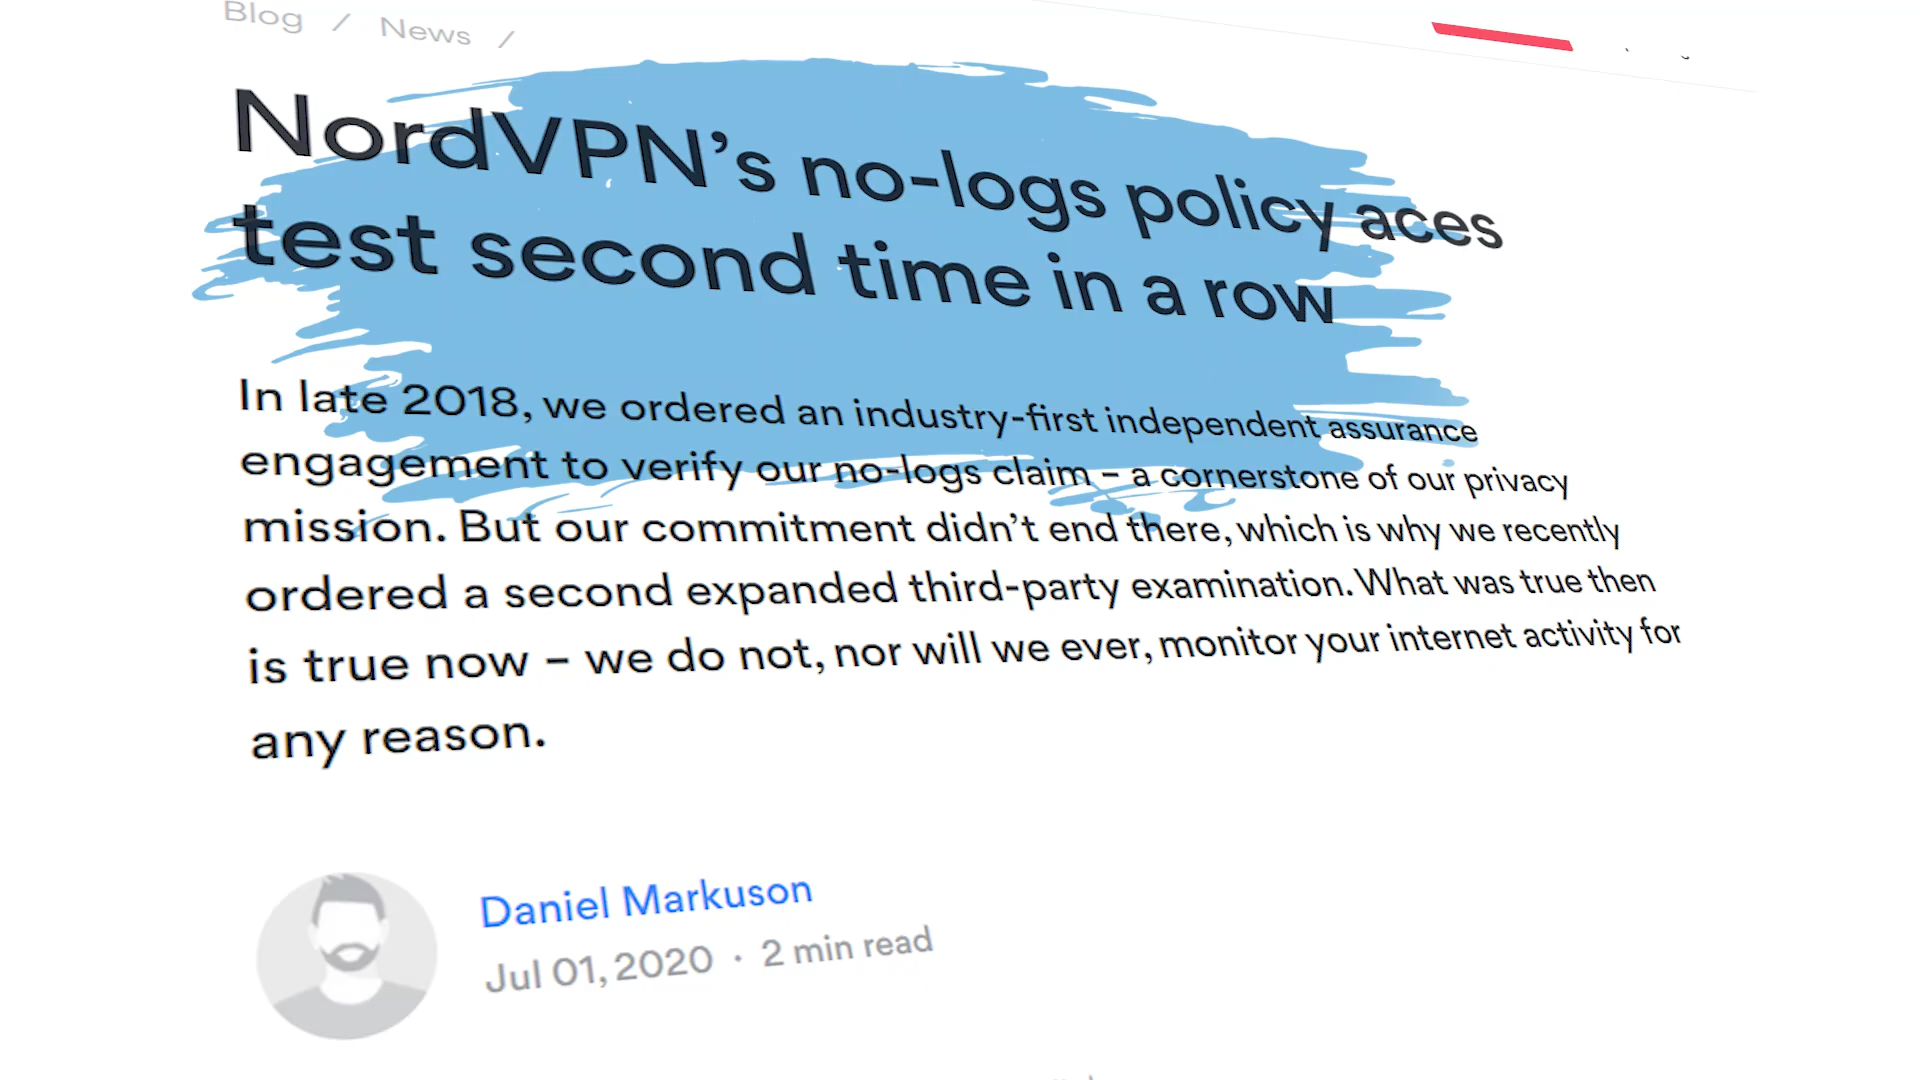 Blog / News /
NordVPN’s no-logs policy aces
test second time in a row
In late 2018, we ordered an industry-first independent assurance
engagement to verify our no-logs claim – a cornerstone of our privacy
mission. But our commitment didn’t end there, which is why we recently
ordered a second expanded third-party examination. What was true then
is true now – we do not, nor will we ever, monitor your internet activity for
any reason.
Daniel Markuson
Jul 01, 2020 · 2 min read